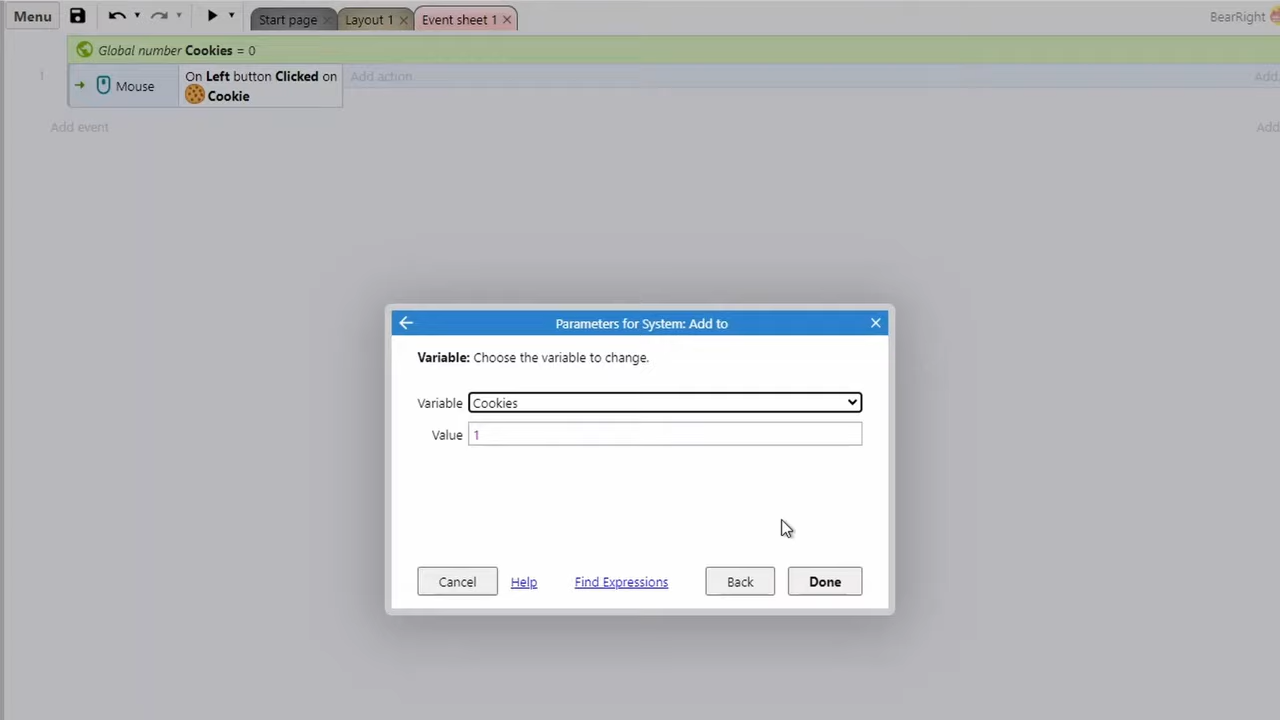 Menu
Start page
Layout 1
Event sheet 1
BearRight
Global number Cookies = 0
1
Mouse
On Left button Clicked on
Cookie
Add action
Add
Add event
Add
Parameters for System: Add to
Variable: Choose the variable to change.
Variable Cookies
Value 1
Cancel
Help
Find Expressions
Back
Done